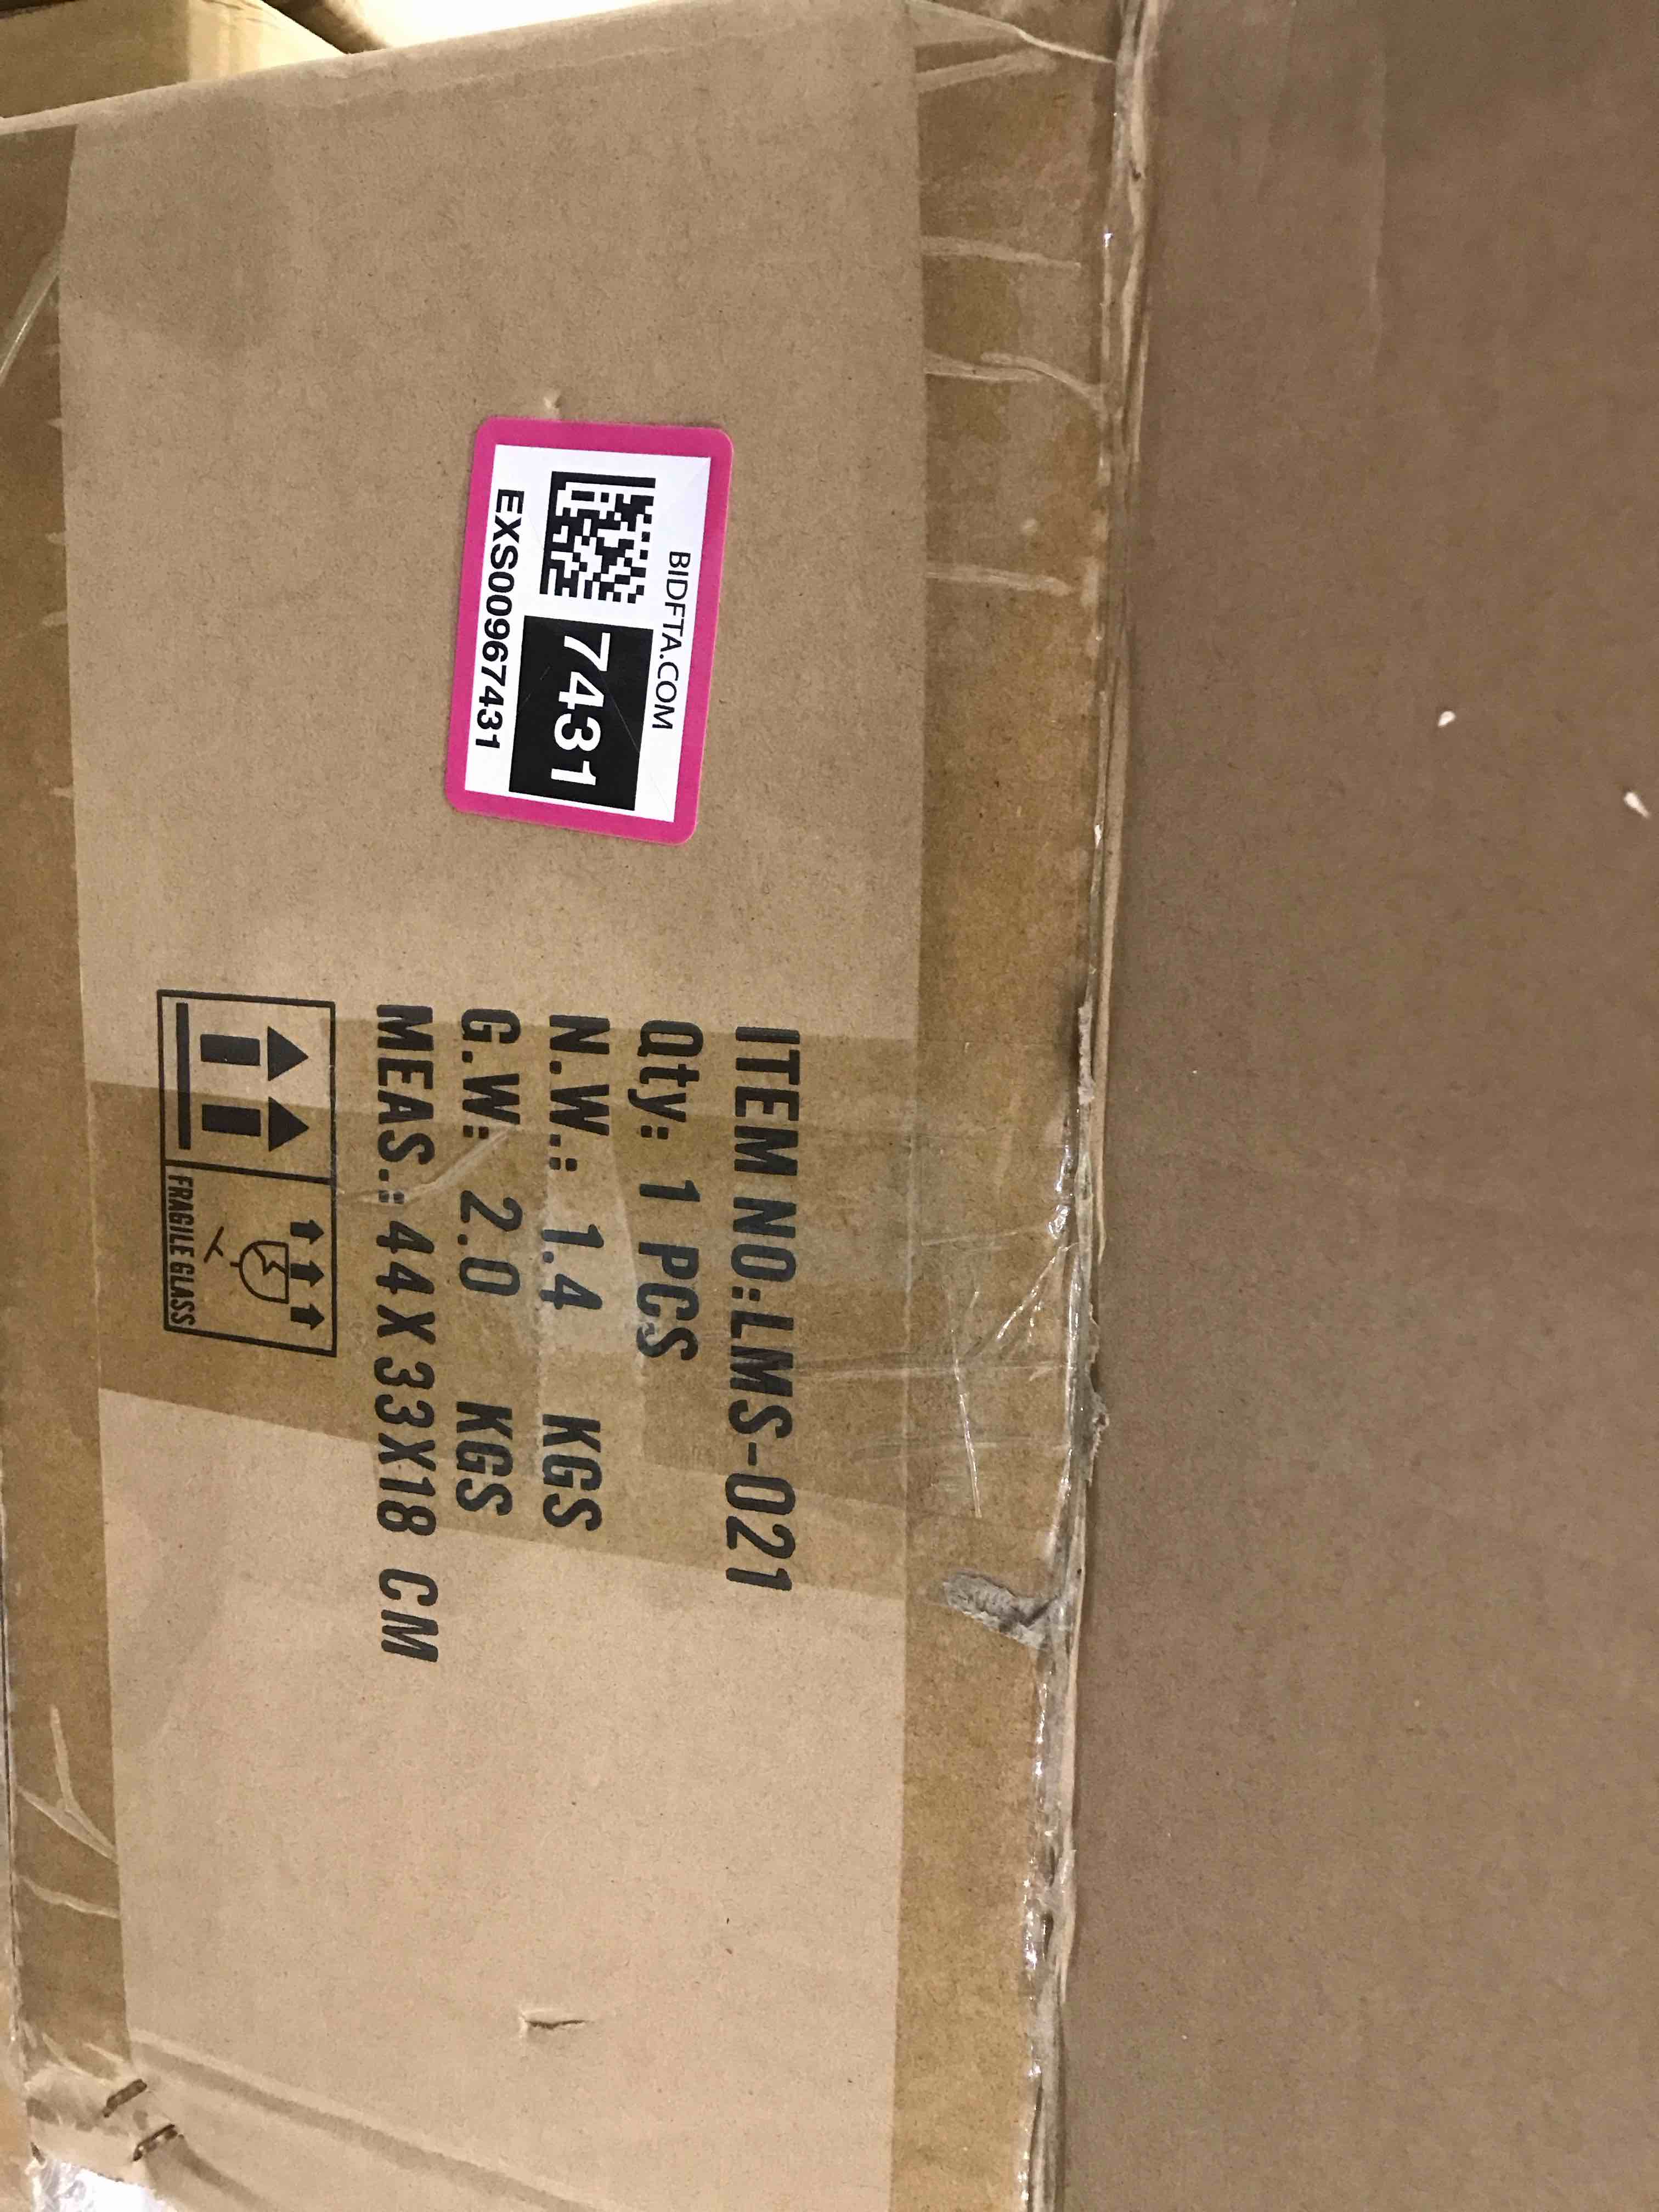 BIDFTA.COM
7431
EXS00967431
ITEM NO:LMS-021
Qty: 1 PCS
N.W.: 1.4 KGS
G.W: 2.0 KGS
MEAS.: 44X33X18 CM
FRAGILE GLASS